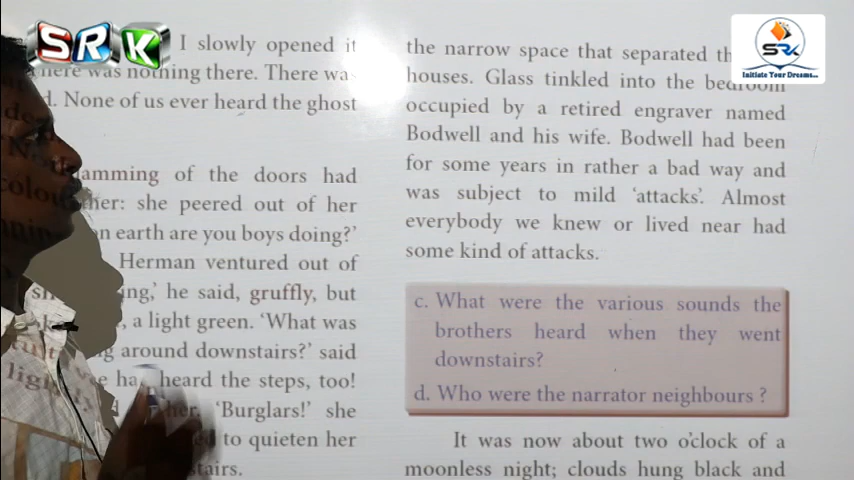 SRK
I slowly opened it
here was nothing there. There was
d. None of us ever heard the ghost
amming of the doors had
her: she peered out of her
n earth are you boys doing?'
Herman ventured out of
ing,' he said, gruffly, but
, a light green. 'What was
g around downstairs?' said
heard the steps, too!
her. 'Burglars!' she
to quieten her
stairs.
SRK
Initiate Your Dreams...
the narrow space that separated th
houses. Glass tinkled into the bedroom
occupied by a retired engraver named
Bodwell and his wife. Bodwell had been
for some years in rather a bad way and
was subject to mild 'attacks'. Almost
everybody we knew or lived near had
some kind of attacks.
c. What were the various sounds the
brothers heard when they went
downstairs?
d. Who were the narrator neighbours ?
It was now about two o'clock of a
moonless night; clouds hung black and